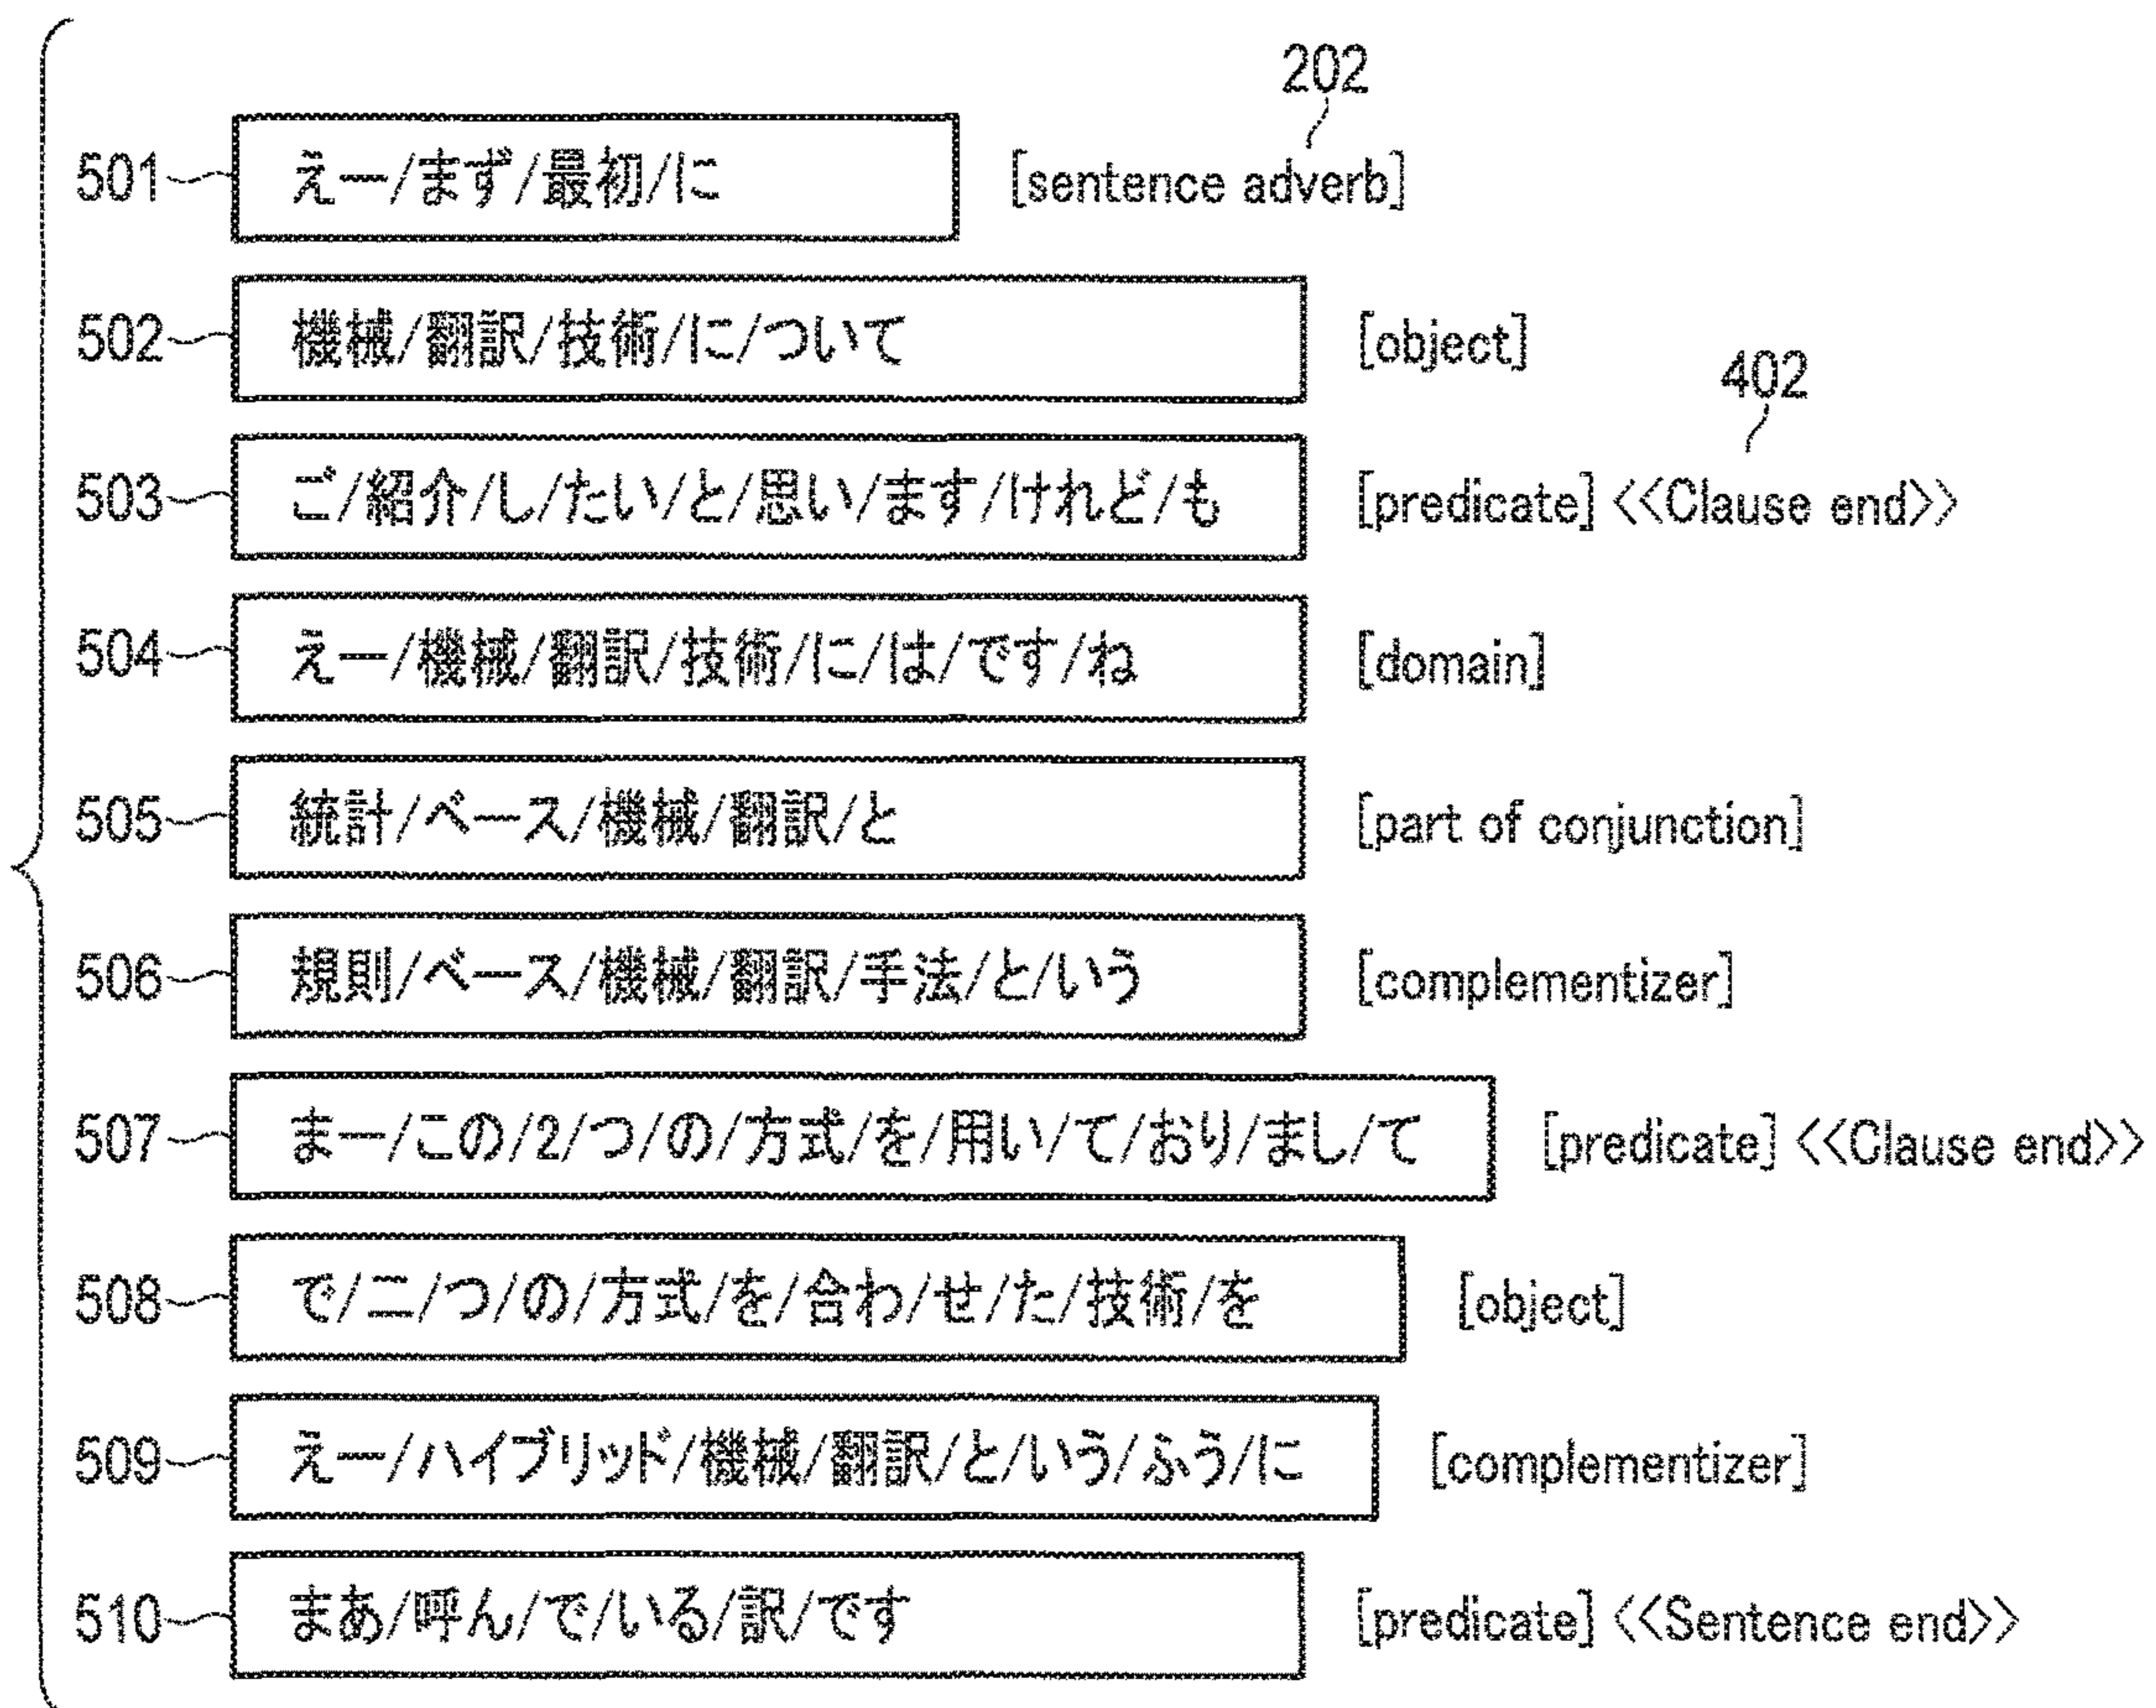 202
501 えー/まず/最初/に [sentence adverb]
502 機械/翻訳/技術/に/ついて [object]
402
503 ご/紹介/し/たい/と/思い/ます/けれど/も [predicate] <<Clause end>>
504 えー/機械/翻訳/技術/に/は/です/ね [domain]
505 統計/ベース/機械/翻訳/と [part of conjunction]
506 規則/ベース/機械/翻訳/手法/と/いう [complementizer]
507 まー/この/2/つ/の/方式/を/用い/て/おり/まし/て [predicate] <<Clause end>>
508 で/二/つ/の/方式/を/合わ/せ/た/技術/を [object]
509 えー/ハイブリッド/機械/翻訳/と/いう/ふう/に [complementizer]
510 まあ/呼ん/で/いる/訳/です [predicate] <<Sentence end>>